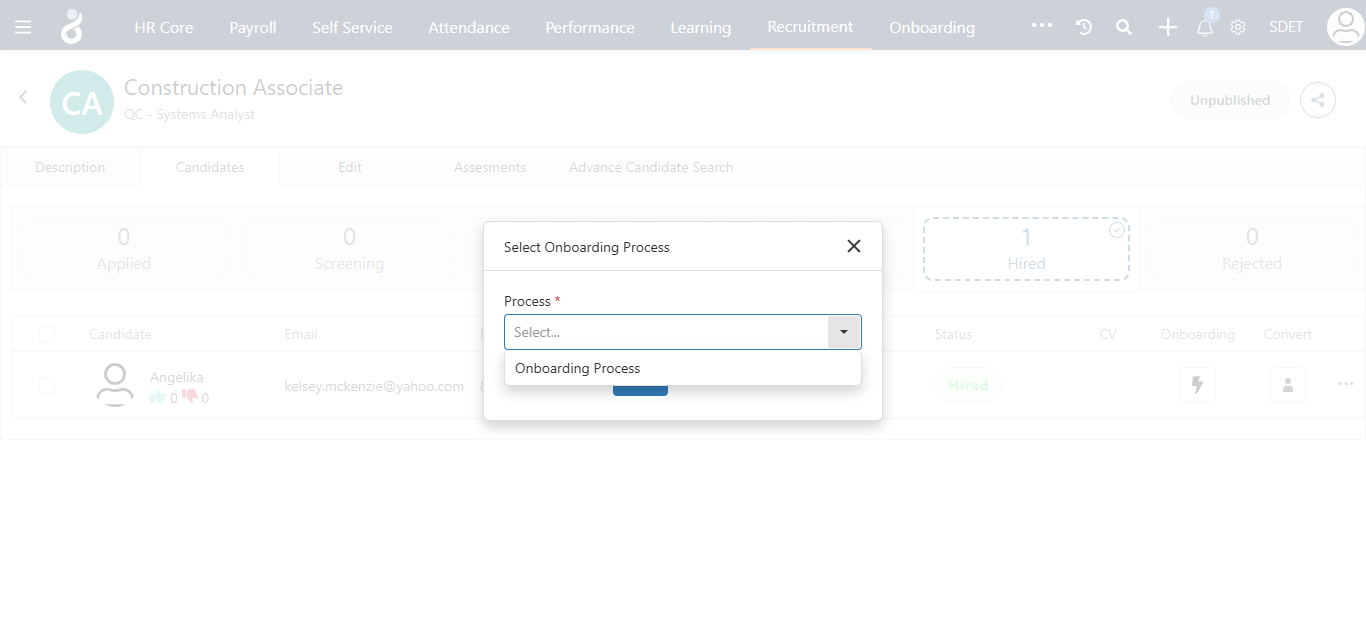 HR Core Payroll Self Service Attendance Performance Learning Recruitment Onboarding ... 1 SDET
CA
Construction Associate
QC - Systems Analyst
Unpublished
Description Candidates Edit Assesments Advance Candidate Search
0 0 1 0
Applied Screening Hired Rejected
Select Onboarding Process
Process *
Select...
Onboarding Process
Candidate Email Status CV Onboarding Convert
Angelika
0 0
kelsey.mckenzie@yahoo.com
Hired